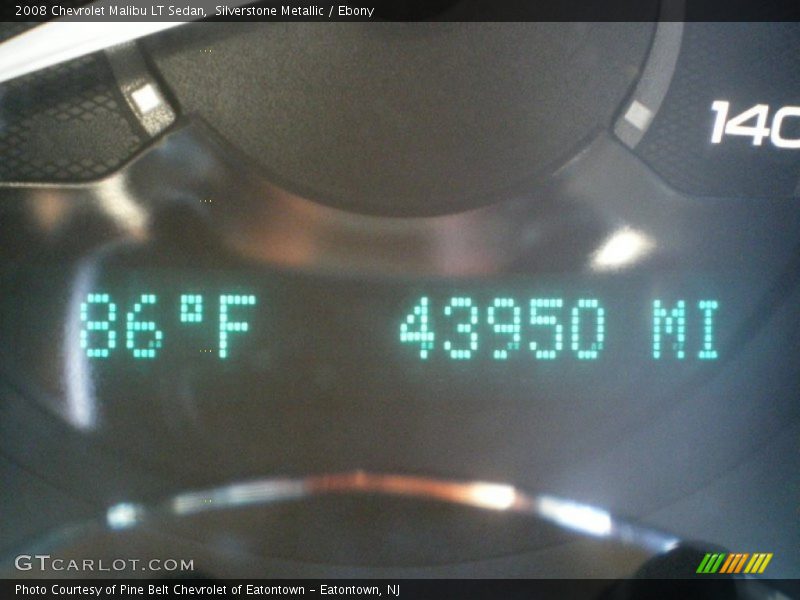 2008 Chevrolet Malibu LT Sedan, Silverstone Metallic / Ebony
140
86°F 43950 MI
GTCARLOT.COM
Photo Courtesy of Pine Belt Chevrolet of Eatontown - Eatontown, NJ